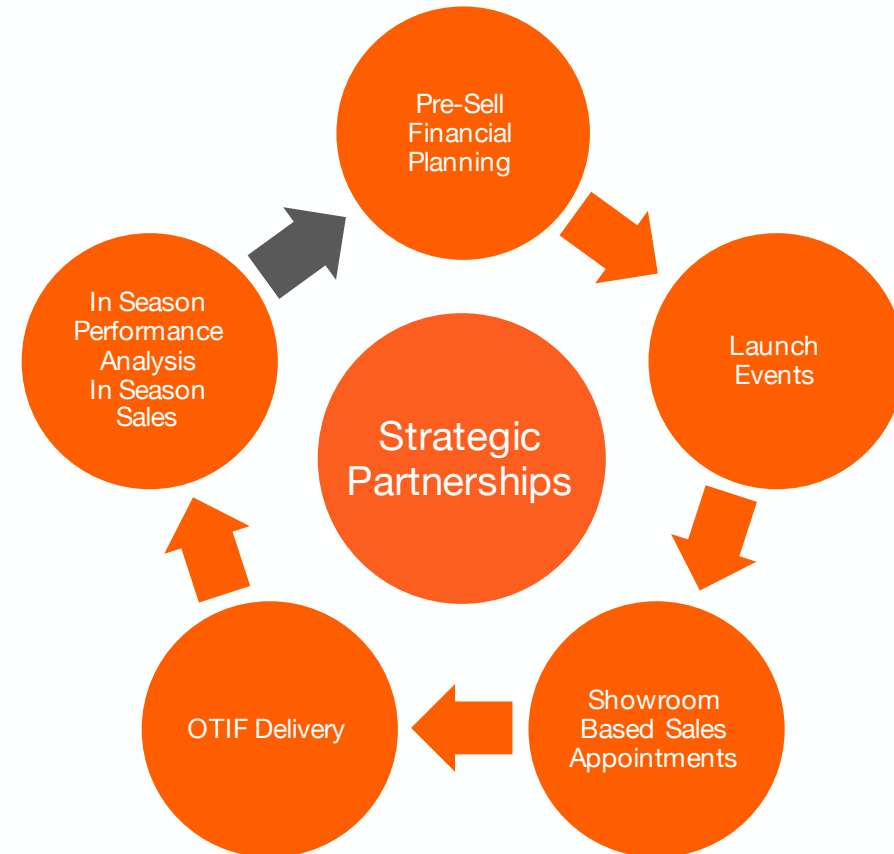 Pre-Sell
Financial
Planning
Launch
Events
Showroom
Based Sales
Appointments
OTIF Delivery
In Season
Performance
Analysis
In Season
Sales
Strategic
Partnerships